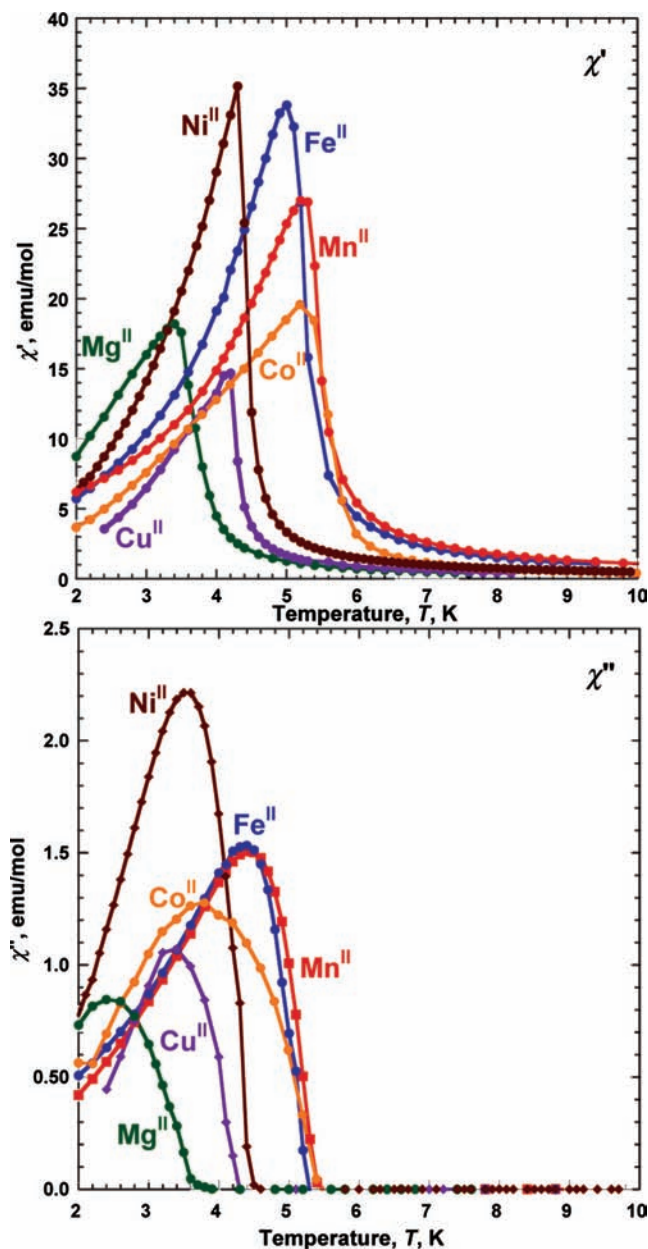 40
35
30
25
20
15
10
5
0
χ', emu/mol
χ'
Ni^II
Fe^II
Mn^II
Mg^II
Co^II
Cu^II
2 3 4 5 6 7 8 9 10
Temperature, T, K
2.5
2.0
1.5
1.0
0.50
0.0
χ", emu/mol
χ"
Ni^II
Fe^II
Co^II
Mn^II
Cu^II
Mg^II
2 3 4 5 6 7 8 9 10
Temperature, T, K